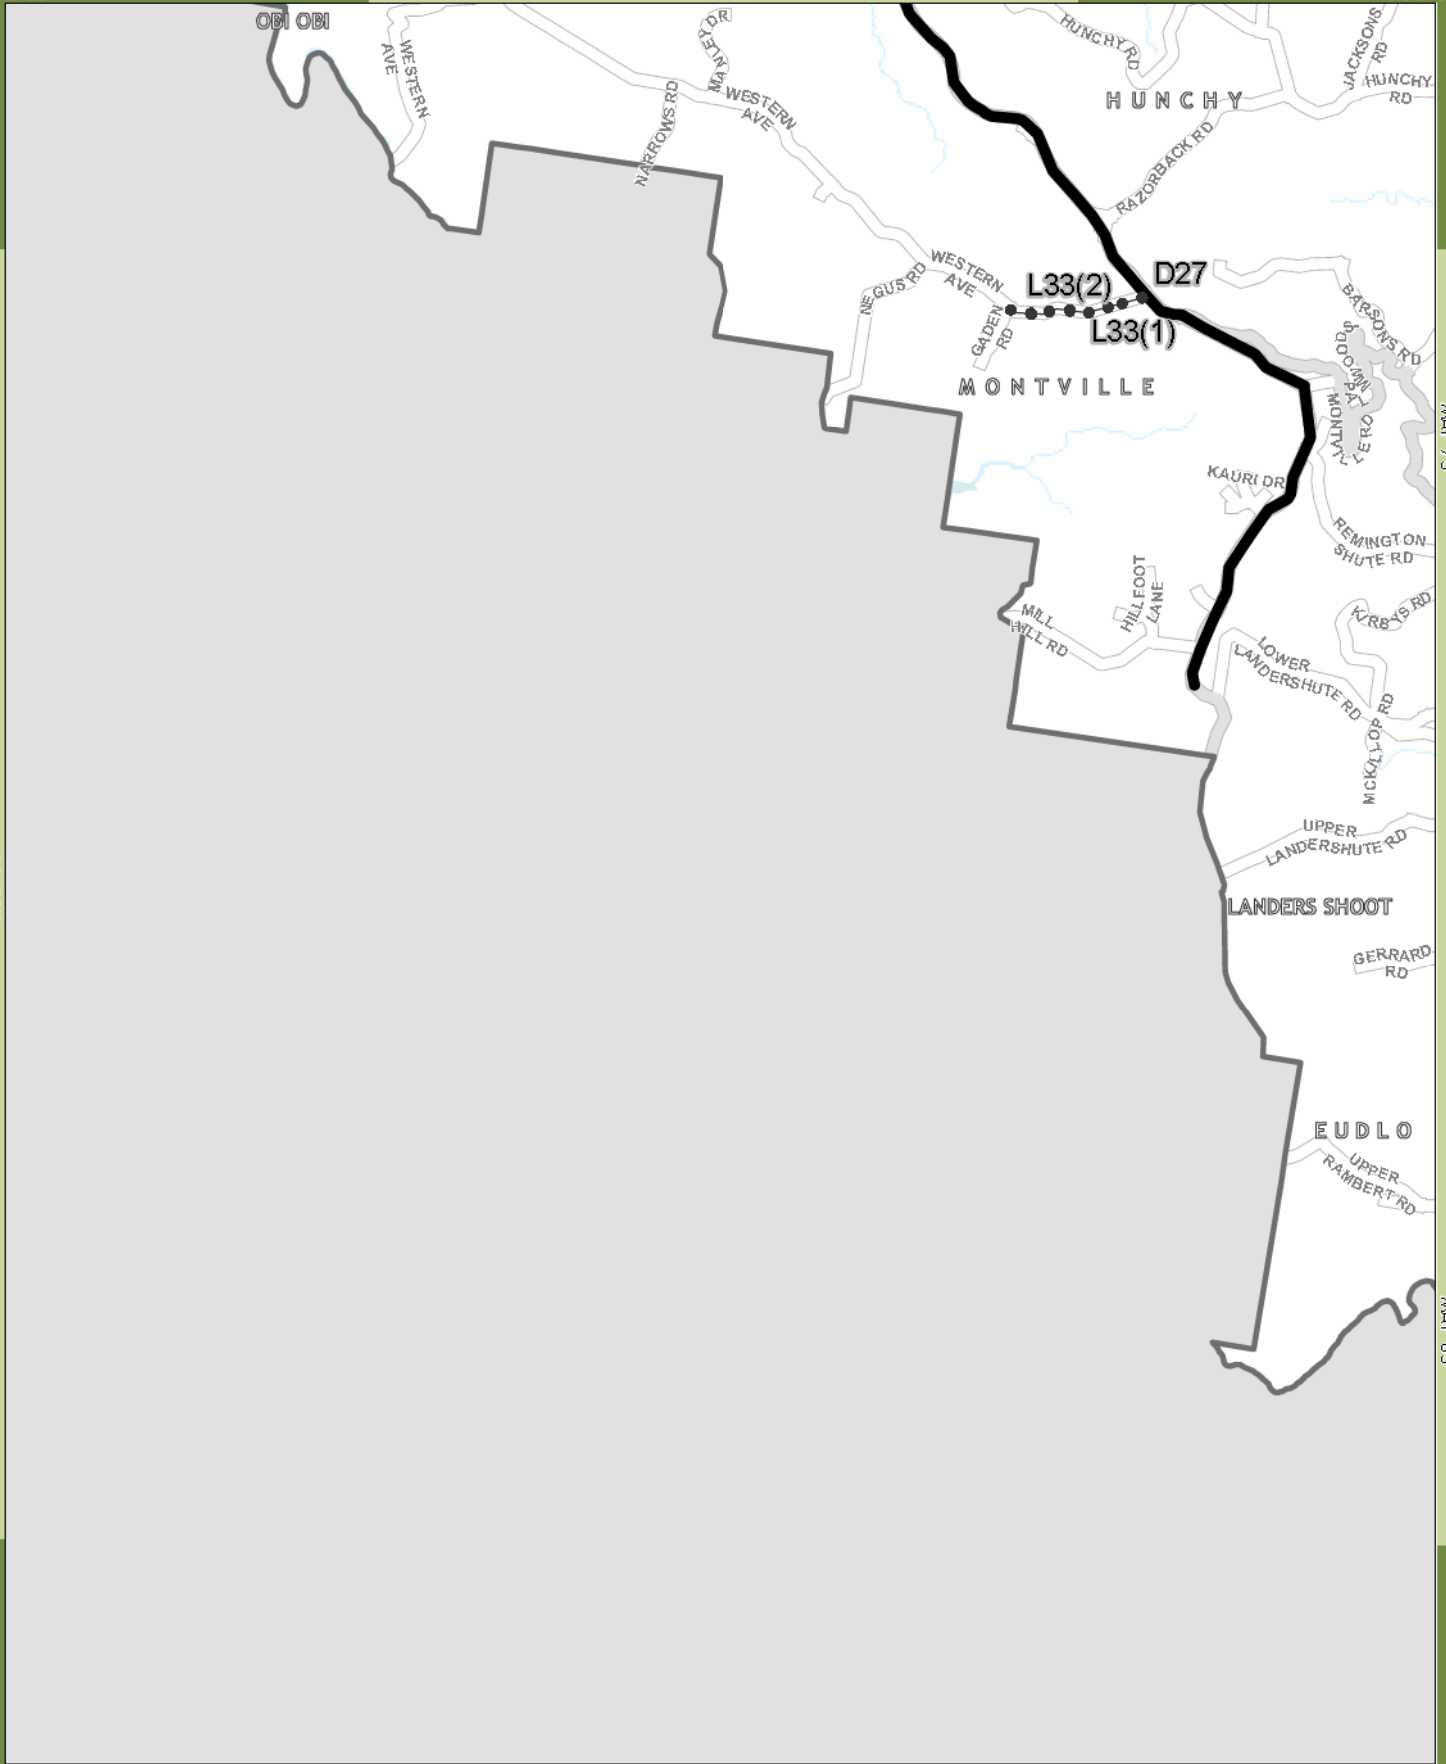 OBI OBI
WESTERN
AVE
MANLEY DR
NARROWS RD
WESTERN
AVE
HUNCHY RD
JACKSONS
RD
HUNCHY
RD
HUNCHY
RAZORBACK RD
NEGUS RD
WESTERN
AVE
GADEN
RD
L33(2)
D27
L33(1)
MONTVILLE
BARSONS RD
KAURI DR
REMINGTON
SHUTE RD
KIRBYS RD
HILLFOOT
LANE
MILL
HILL RD
LOWER
LANDERSHUTE RD
MCKILLOP RD
UPPER
LANDERSHUTE RD
LANDERS SHOOT
GERRARD
RD
EUDLO
UPPER
RAMBERT RD